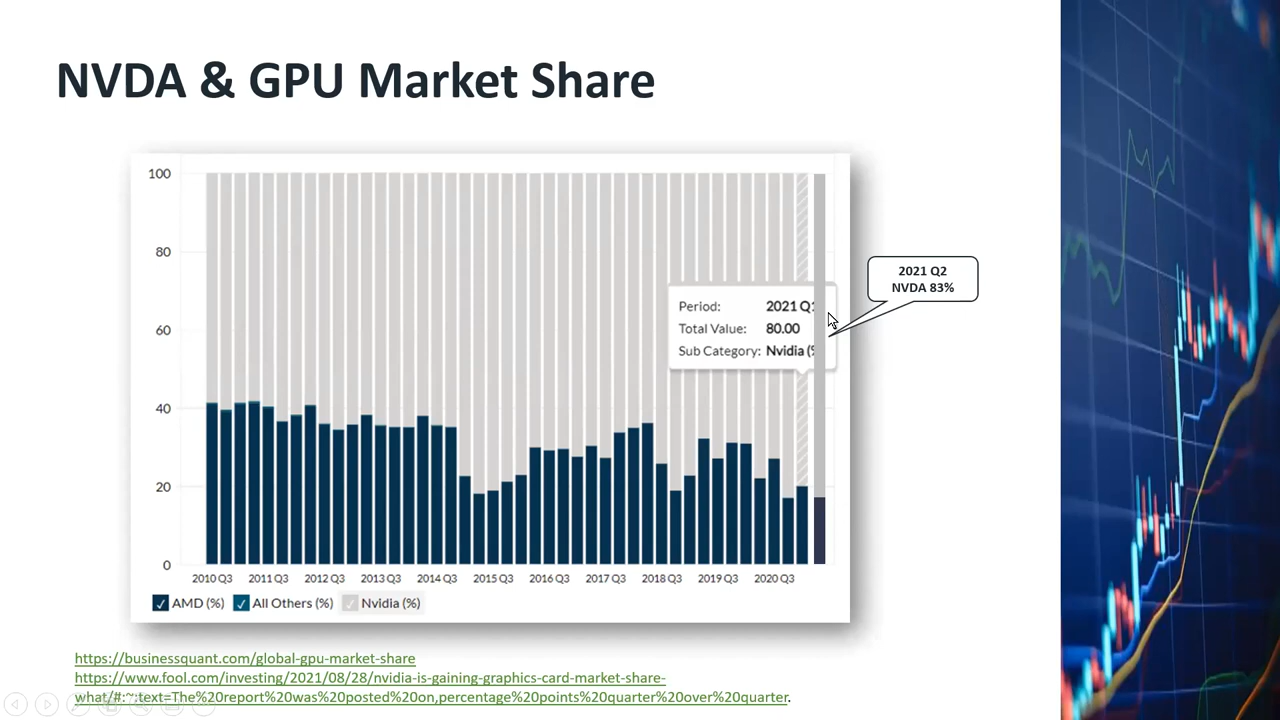 NVDA & GPU Market Share
100
80
60
40
20
0
2021 Q2
NVDA 83%
Period: 2021 Q1
Total Value: 80.00
Sub Category: Nvidia (%
2010 Q3 2011 Q3 2012 Q3 2013 Q3 2014 Q3 2015 Q3 2016 Q3 2017 Q3 2018 Q3 2019 Q3 2020 Q3
AMD (%) All Others (%) Nvidia (%)
https://businessquant.com/global-gpu-market-share
https://www.fool.com/investing/2021/08/28/nvidia-is-gaining-graphics-card-market-share-
what/#:~:text=The%20report%20was%20posted%20on,percentage%20points%20quarter%20over%20quarter.